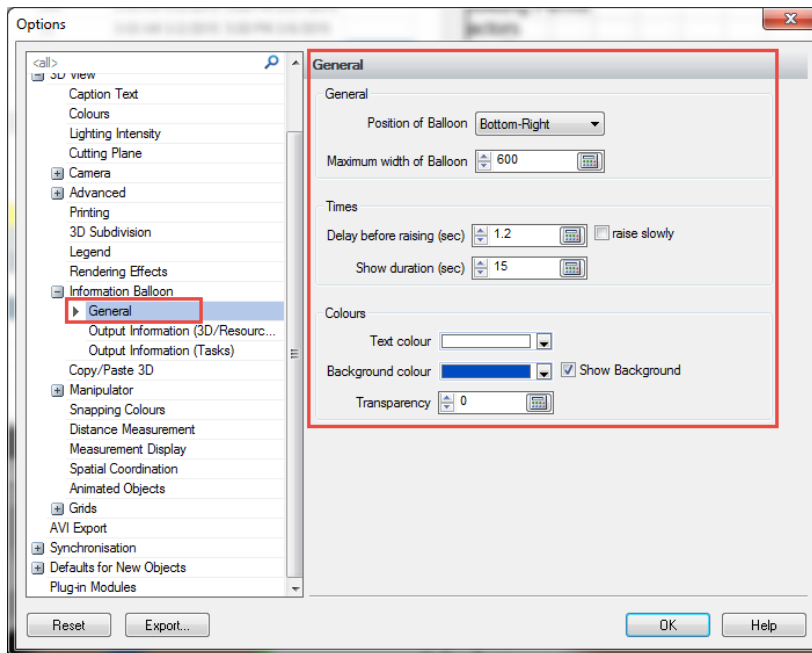 Options
<all>
3D View
Caption Text
Colours
Lighting Intensity
Cutting Plane
Camera
Advanced
Printing
3D Subdivision
Legend
Rendering Effects
Information Balloon
General
Output Information (3D/Resourc...
Output Information (Tasks)
Copy/Paste 3D
Manipulator
Snapping Colours
Distance Measurement
Measurement Display
Spatial Coordination
Animated Objects
Grids
AVI Export
Synchronisation
Defaults for New Objects
Plug-in Modules
General
General
Position of Balloon Bottom-Right
Maximum width of Balloon 600
Times
Delay before raising (sec) 1.2 raise slowly
Show duration (sec) 15
Colours
Text colour
Background colour Show Background
Transparency 0
Reset Export... OK Help